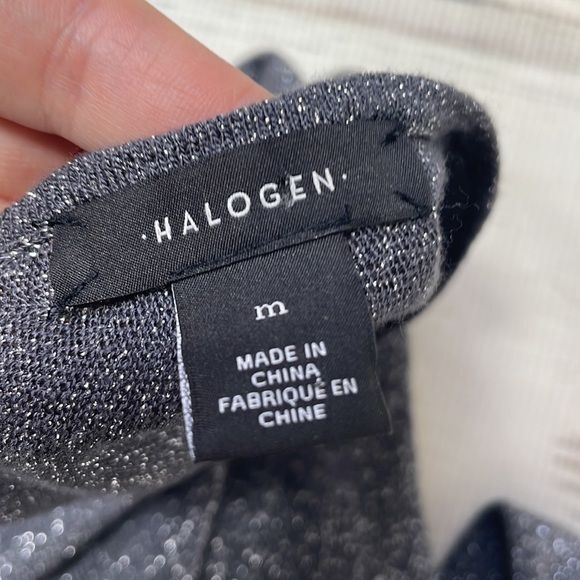 ·HALOGEN·
m
MADE IN
CHINA
FABRIQUÉ EN
CHINE